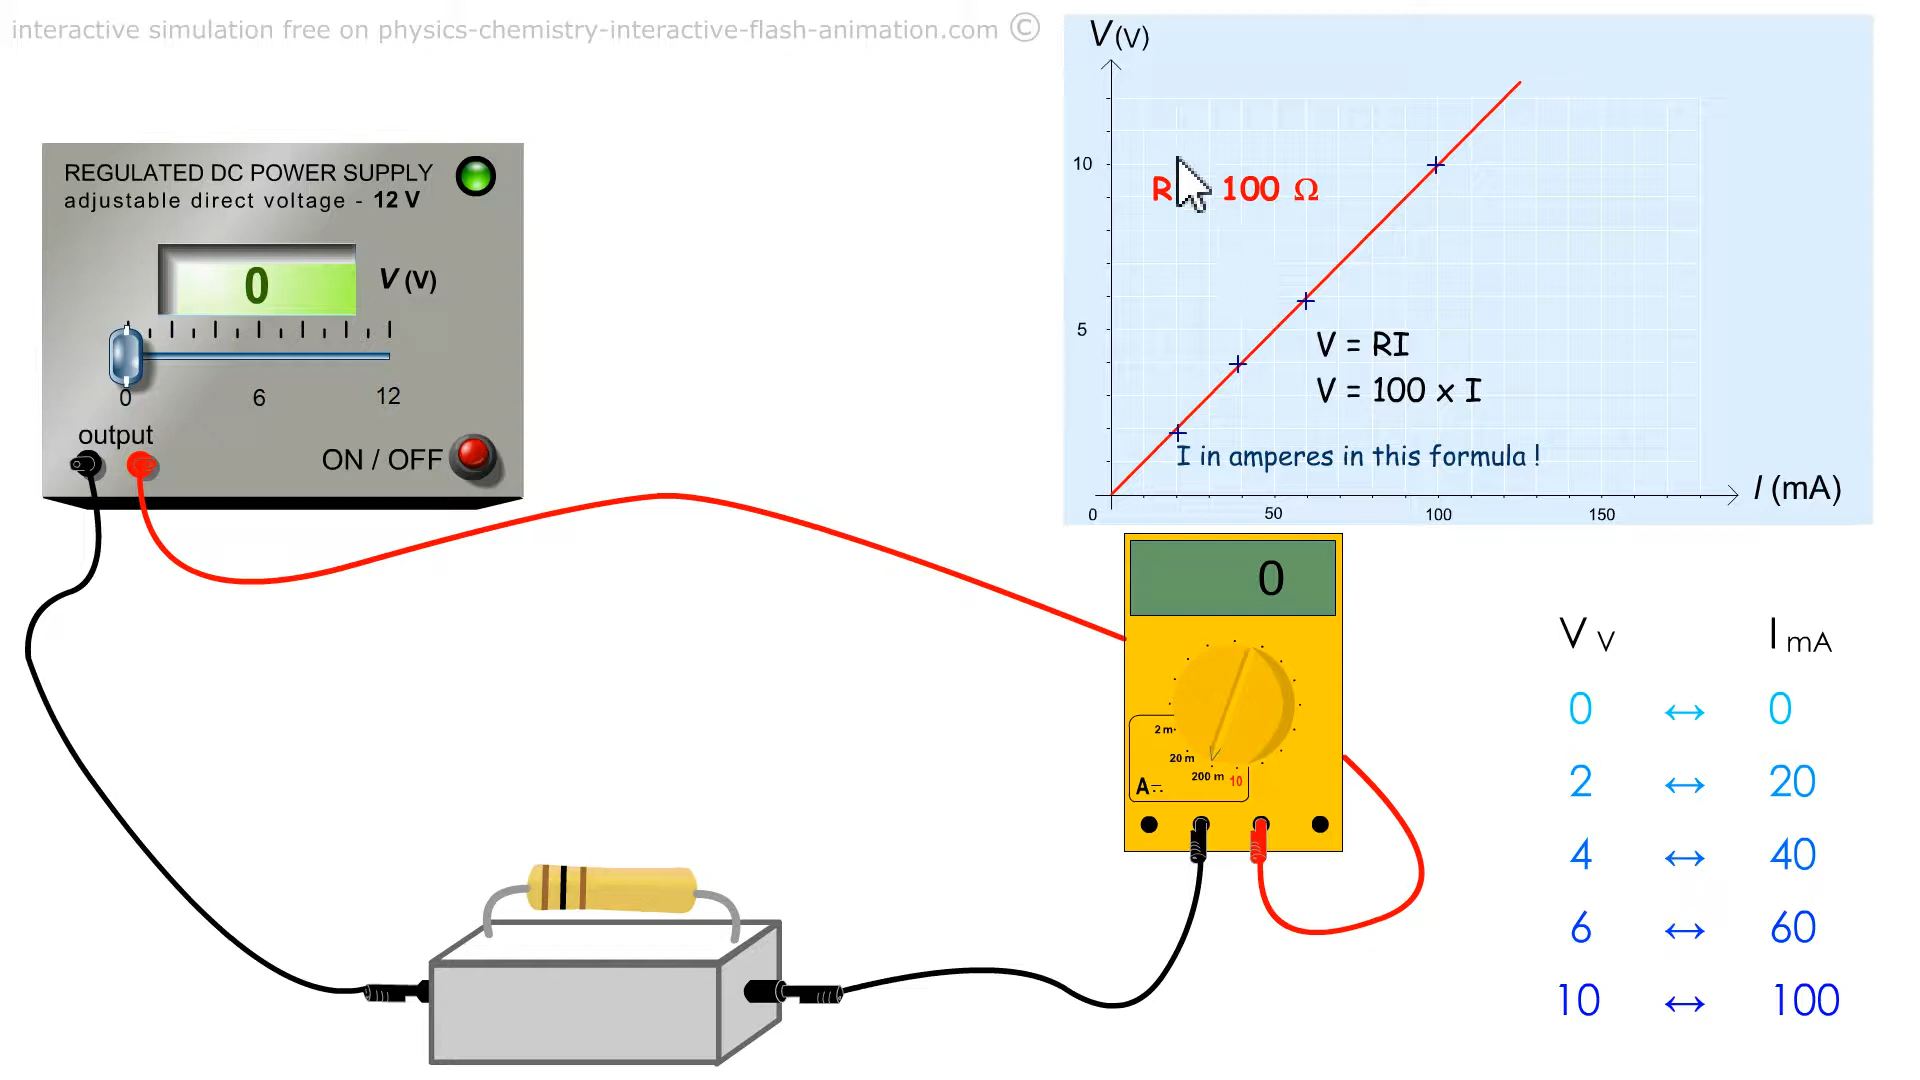 interactive simulation free on physics-chemistry-interactive-flash-animation.com ©
REGULATED DC POWER SUPPLY
adjustable direct voltage - 12 V
0
V (V)
0 6 12
output
ON / OFF
V (V)
10
R 100 Ω
5
V = RI
V = 100 x I
I in amperes in this formula !
I (mA)
0 50 100 150
0
2 m
20 m
200 m 10
A
V V I mA
0 ↔ 0
2 ↔ 20
4 ↔ 40
6 ↔ 60
10 ↔ 100